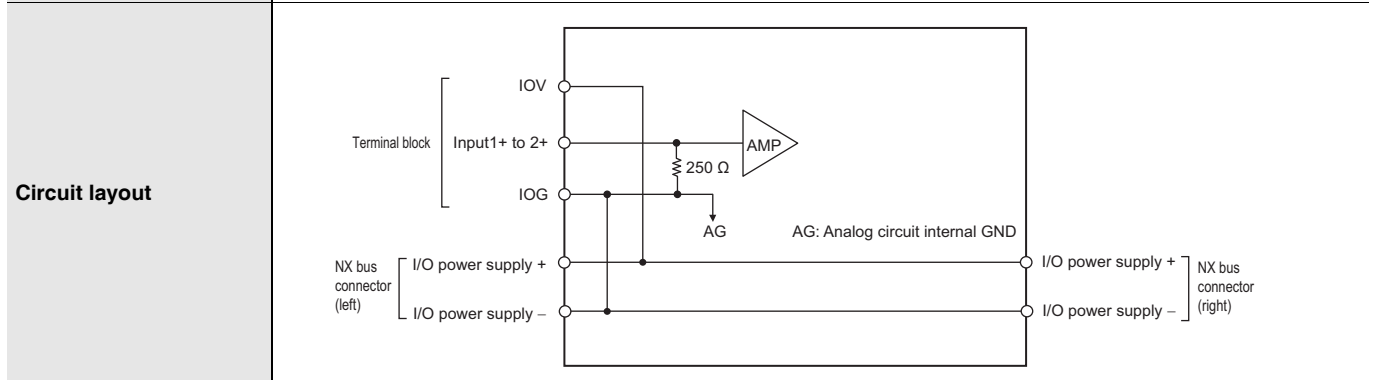 Circuit layout
IOV
Terminal block
Input1+ to 2+
AMP
250 Ω
IOG
AG
AG: Analog circuit internal GND
NX bus
connector
(left)
I/O power supply +
I/O power supply −
I/O power supply +
I/O power supply −
NX bus
connector
(right)